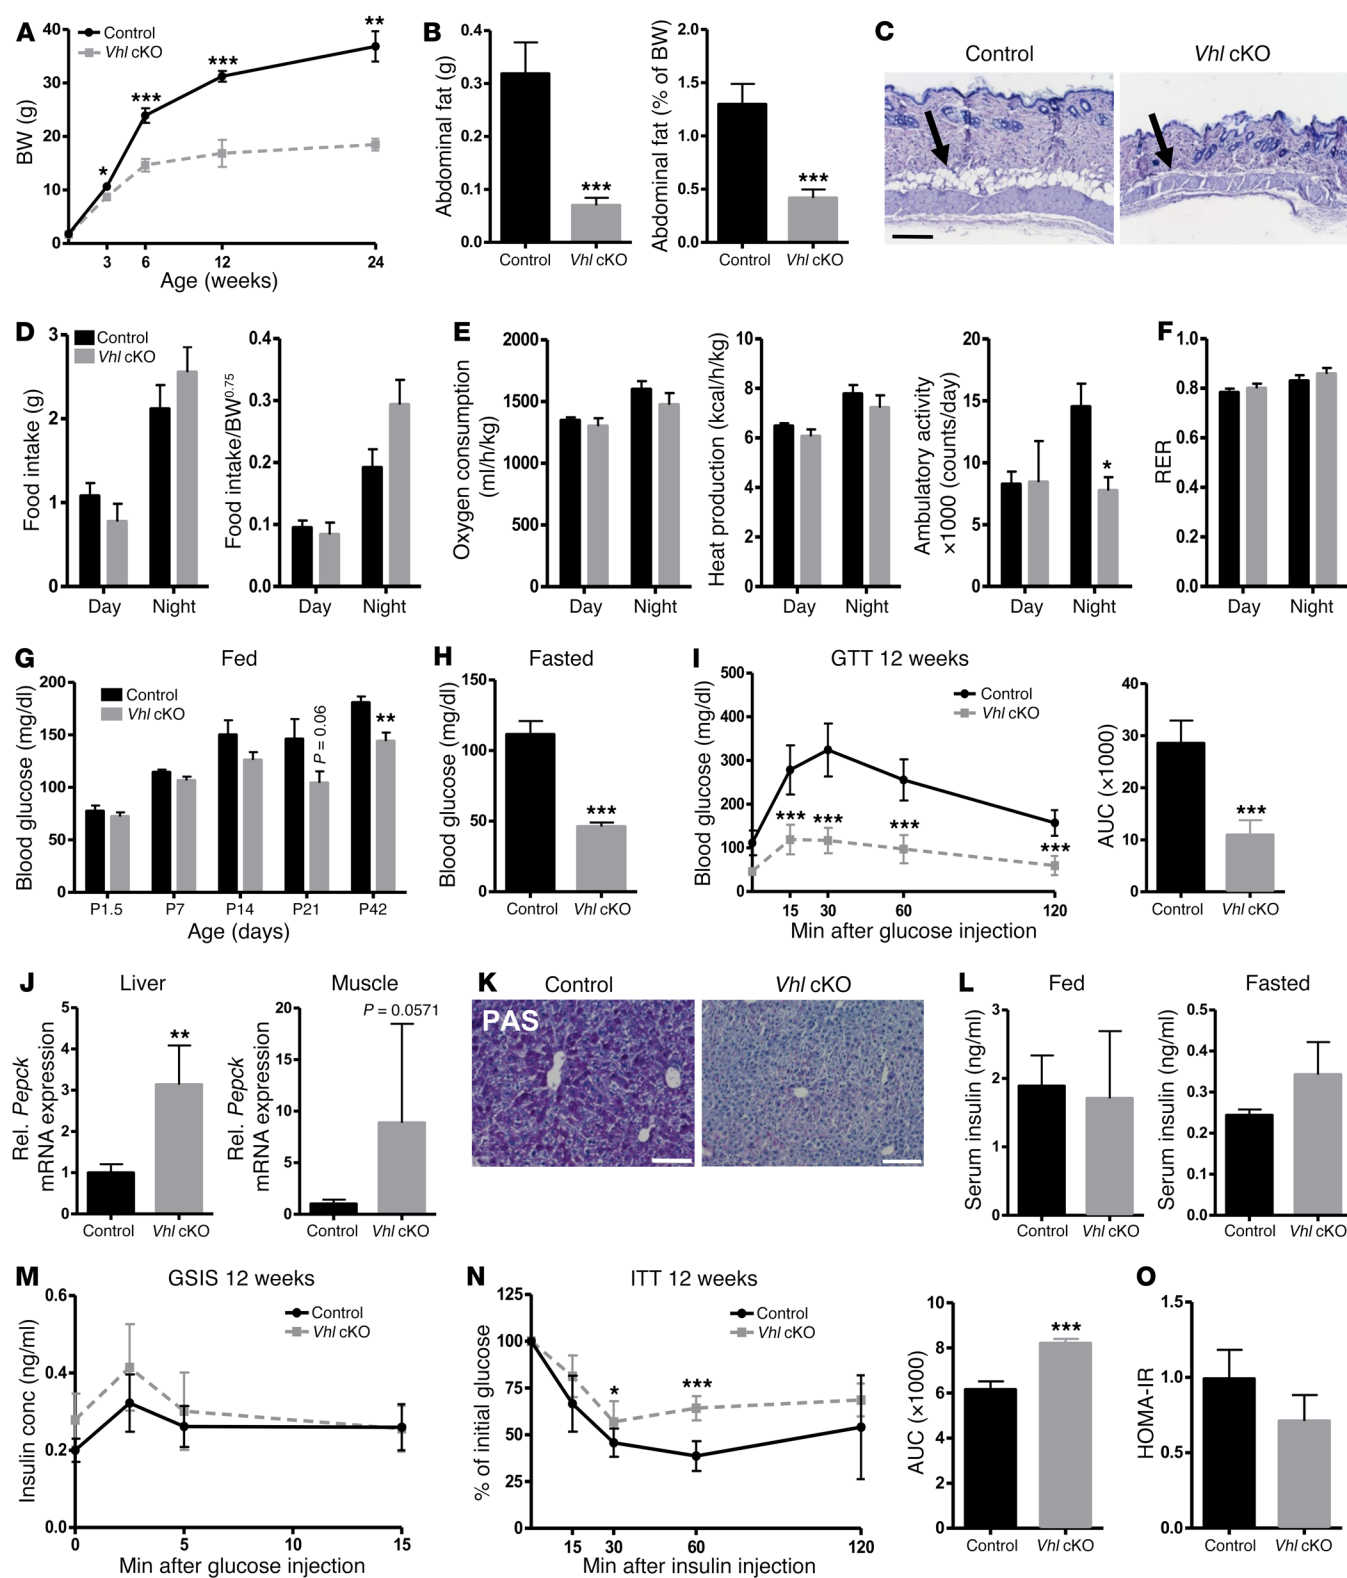 A
Control
Vhl cKO
BW (g)
40
30
20
10
0
*
***
***
**
3 6 12 24
Age (weeks)
B
Abdominal fat (g)
0.4
0.3
0.2
0.1
0.0
***
Control Vhl cKO
Abdominal fat (% of BW)
2.0
1.5
1.0
0.5
0.0
***
Control Vhl cKO
C
Control Vhl cKO
D
Control
Vhl cKO
Food intake (g)
3
2
1
0
Day Night
Food intake/BW0.75
0.4
0.3
0.2
0.1
0.0
Day Night
E
Oxygen consumption
(ml/h/kg)
2000
1500
1000
500
0
Day Night
Heat production (kcal/h/kg)
10
8
6
4
2
0
Day Night
Ambulatory activity
×1000 (counts/day)
20
15
10
5
0
*
Day Night
F
RER
1.0
0.8
0.6
0.4
0.2
0.0
Day Night
G
Fed
Control
Vhl cKO
Blood glucose (mg/dl)
200
150
100
50
0
P = 0.06
**
P1.5 P7 P14 P21 P42
Age (days)
H
Fasted
Blood glucose (mg/dl)
150
100
50
0
***
Control Vhl cKO
I
GTT 12 weeks
Control
Vhl cKO
Blood glucose (mg/dl)
500
400
300
200
100
0
*** *** *** ***
15 30 60 120
Min after glucose injection
AUC (×1000)
40
30
20
10
0
***
Control Vhl cKO
J
Liver
Rel. Pepck
mRNA expression
5
4
3
2
1
0
**
Control Vhl cKO
Muscle
P = 0.0571
Rel. Pepck
mRNA expression
20
15
10
5
0
Control Vhl cKO
K
Control Vhl cKO
PAS
L
Fed
Serum insulin (ng/ml)
3
2
1
0
Control Vhl cKO
Fasted
Serum insulin (ng/ml)
0.5
0.4
0.3
0.2
0.1
0.0
Control Vhl cKO
M
GSIS 12 weeks
Control
Vhl cKO
Insulin conc (ng/ml)
0.6
0.4
0.2
0.0
0 5 10 15
Min after glucose injection
N
ITT 12 weeks
Control
Vhl cKO
% of initial glucose
125
100
75
50
25
0
* ***
15 30 60 120
Min after insulin injection
AUC (×1000)
10
8
6
4
2
0
***
Control Vhl cKO
O
HOMA-IR
1.5
1.0
0.5
0.0
Control Vhl cKO